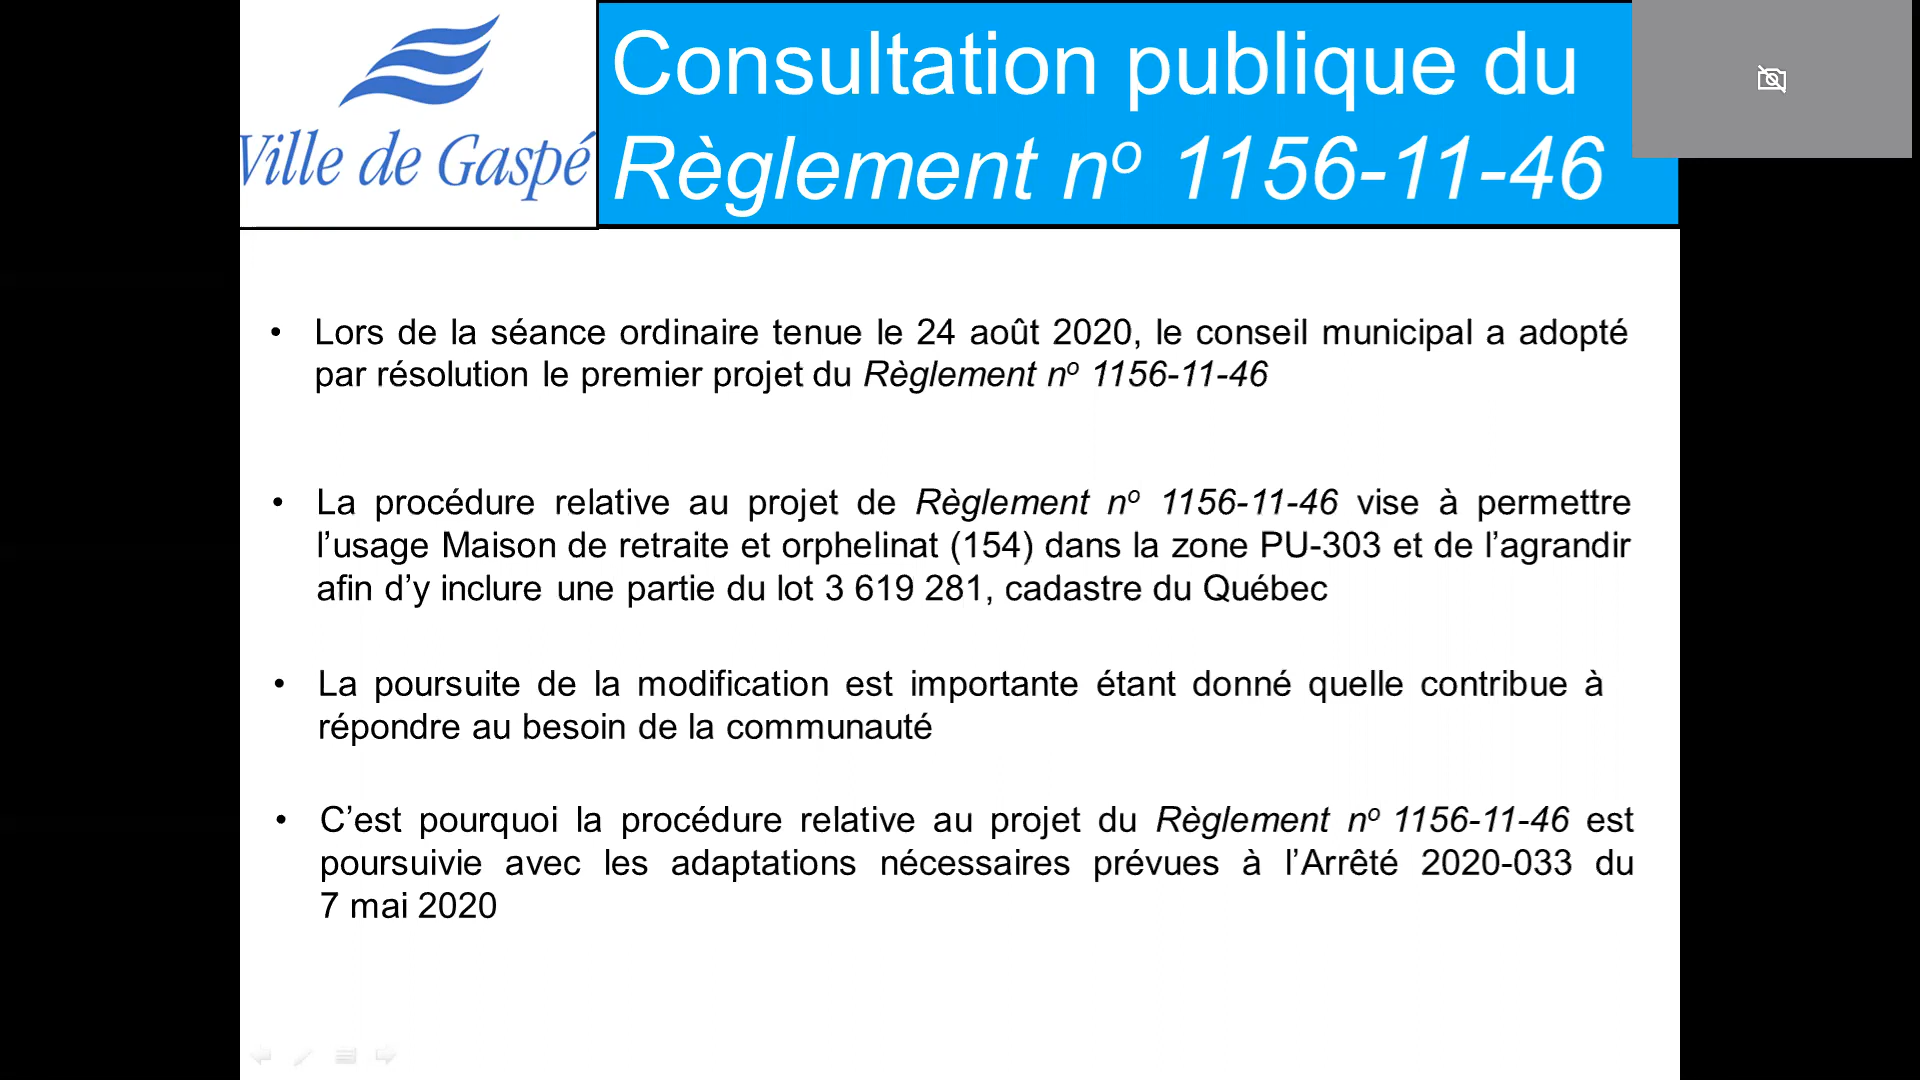 Ville de Gaspé
Consultation publique du
Règlement nº 1156-11-46
• Lors de la séance ordinaire tenue le 24 août 2020, le conseil municipal a adopté
par résolution le premier projet du Règlement nº 1156-11-46
• La procédure relative au projet de Règlement nº 1156-11-46 vise à permettre
l’usage Maison de retraite et orphelinat (154) dans la zone PU-303 et de l’agrandir
afin d’y inclure une partie du lot 3 619 281, cadastre du Québec
• La poursuite de la modification est importante étant donné quelle contribue à
répondre au besoin de la communauté
• C’est pourquoi la procédure relative au projet du Règlement nº 1156-11-46 est
poursuivie avec les adaptations nécessaires prévues à l’Arrêté 2020-033 du
7 mai 2020